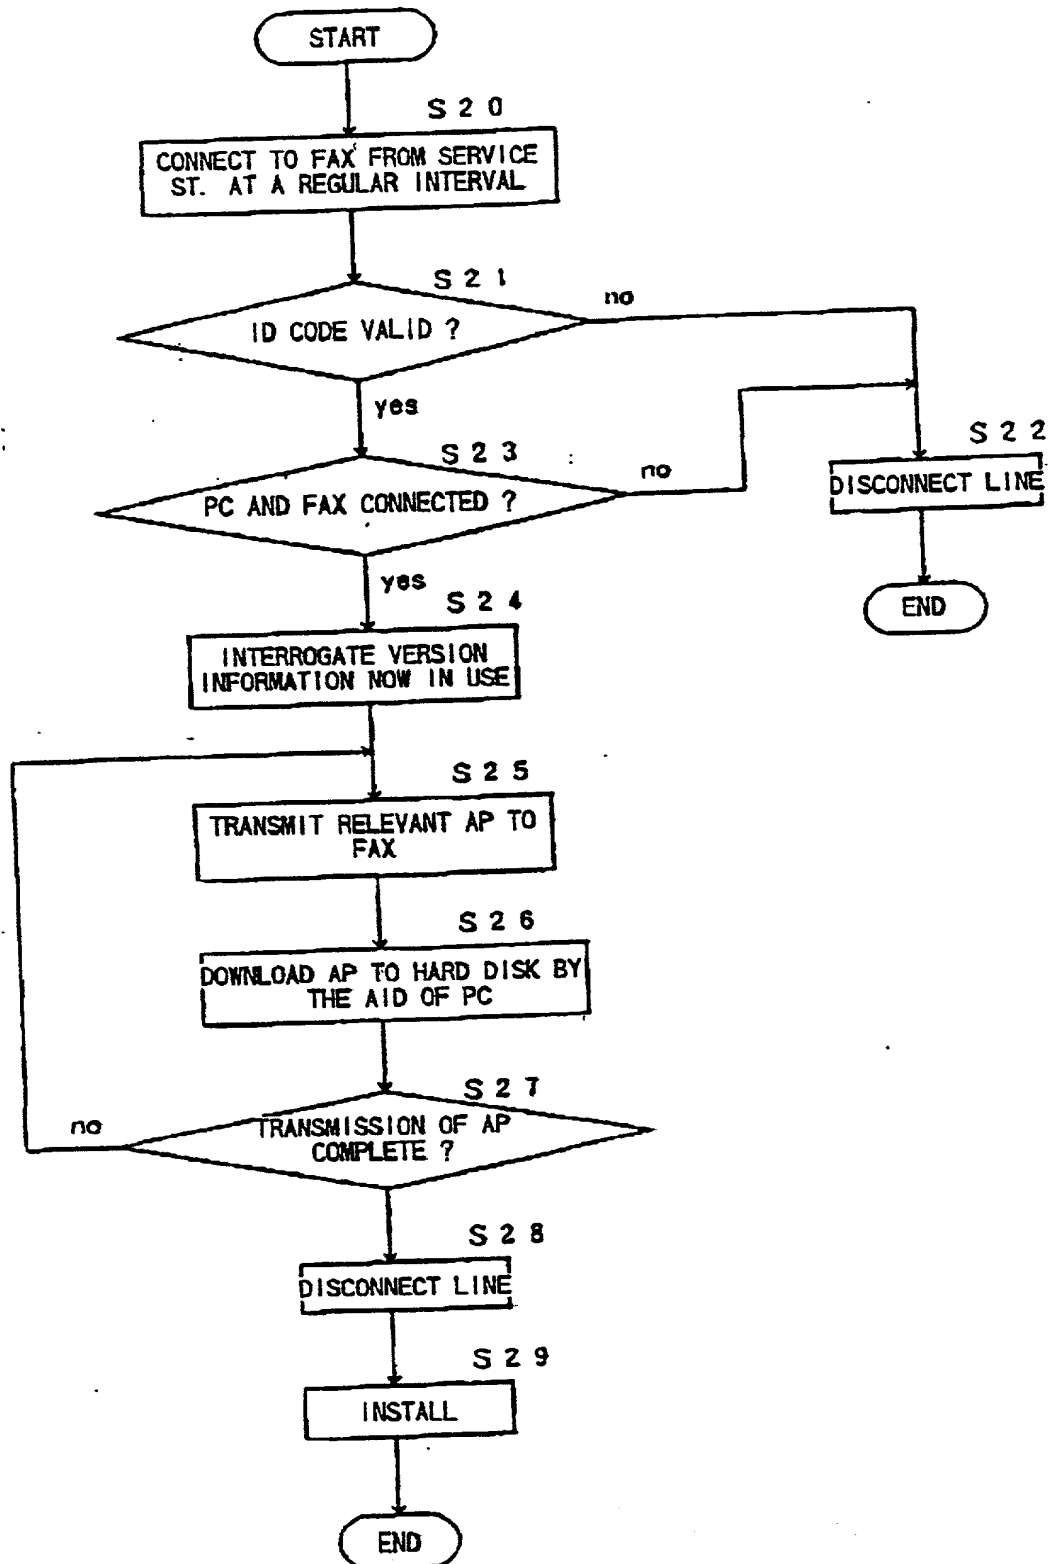 START
S20
CONNECT TO FAX FROM SERVICE
ST. AT A REGULAR INTERVAL
S21
no
ID CODE VALID ?
yes
S23
no
PC AND FAX CONNECTED ?
S22
DISCONNECT LINE
END
yes
S24
INTERROGATE VERSION
INFORMATION NOW IN USE
S25
TRANSMIT RELEVANT AP TO
FAX
S26
DOWNLOAD AP TO HARD DISK BY
THE AID OF PC
S27
no
TRANSMISSION OF AP
COMPLETE ?
S28
DISCONNECT LINE
S29
INSTALL
END